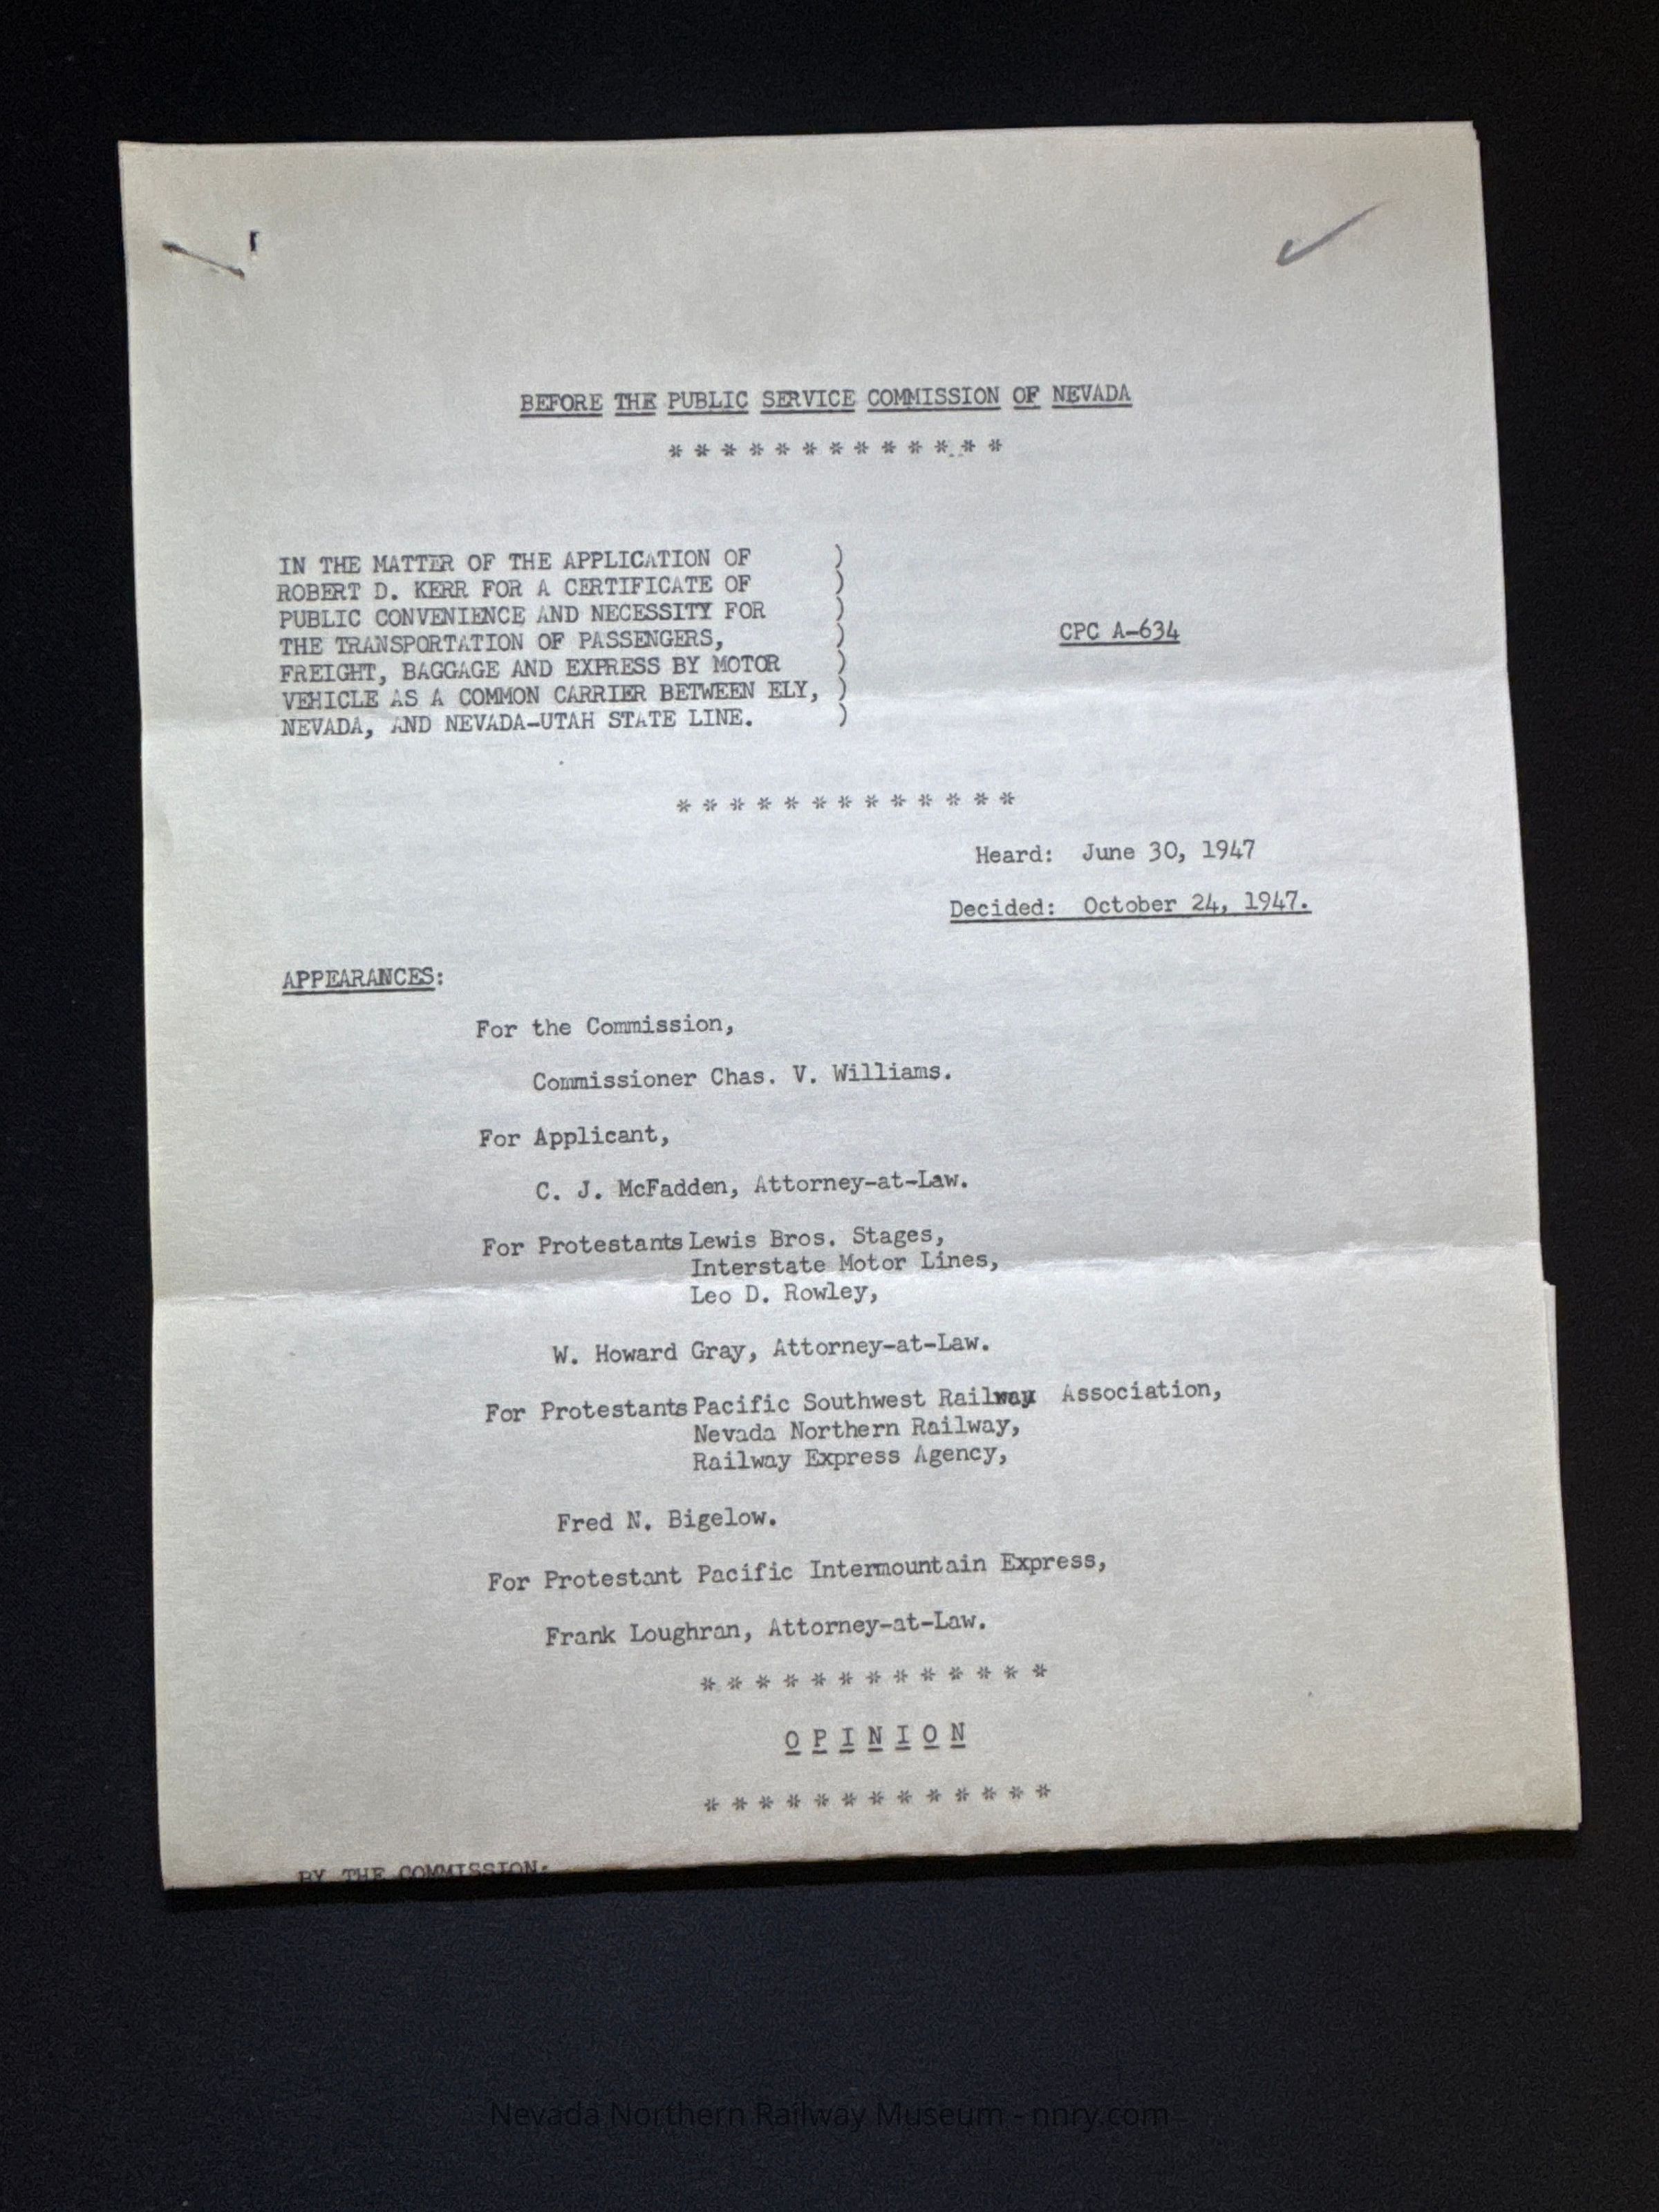 BEFORE THE PUBLIC SERVICE COMMISSION OF NEVADA
* * * * * * * * * * * * *
IN THE MATTER OF THE APPLICATION OF )
ROBERT D. KERR FOR A CERTIFICATE OF )
PUBLIC CONVENIENCE AND NECESSITY FOR )
THE TRANSPORTATION OF PASSENGERS, ) CPC A-634
FREIGHT, BAGGAGE AND EXPRESS BY MOTOR )
VEHICLE AS A COMMON CARRIER BETWEEN ELY, )
NEVADA, AND NEVADA-UTAH STATE LINE. )
* * * * * * * * * * * * *
Heard: June 30, 1947
Decided: October 24, 1947.
APPEARANCES:
For the Commission,
Commissioner Chas. V. Williams.
For Applicant,
C. J. McFadden, Attorney-at-Law.
For Protestants Lewis Bros. Stages,
Interstate Motor Lines,
Leo D. Rowley,
W. Howard Gray, Attorney-at-Law.
For Protestants Pacific Southwest Railway Association,
Nevada Northern Railway,
Railway Express Agency,
Fred N. Bigelow.
For Protestant Pacific Intermountain Express,
Frank Loughran, Attorney-at-Law.
* * * * * * * * * * * * *
O P I N I O N
* * * * * * * * * * * * *
BY THE COMMISSION:
Nevada Northern Railway Museum - nnry.com